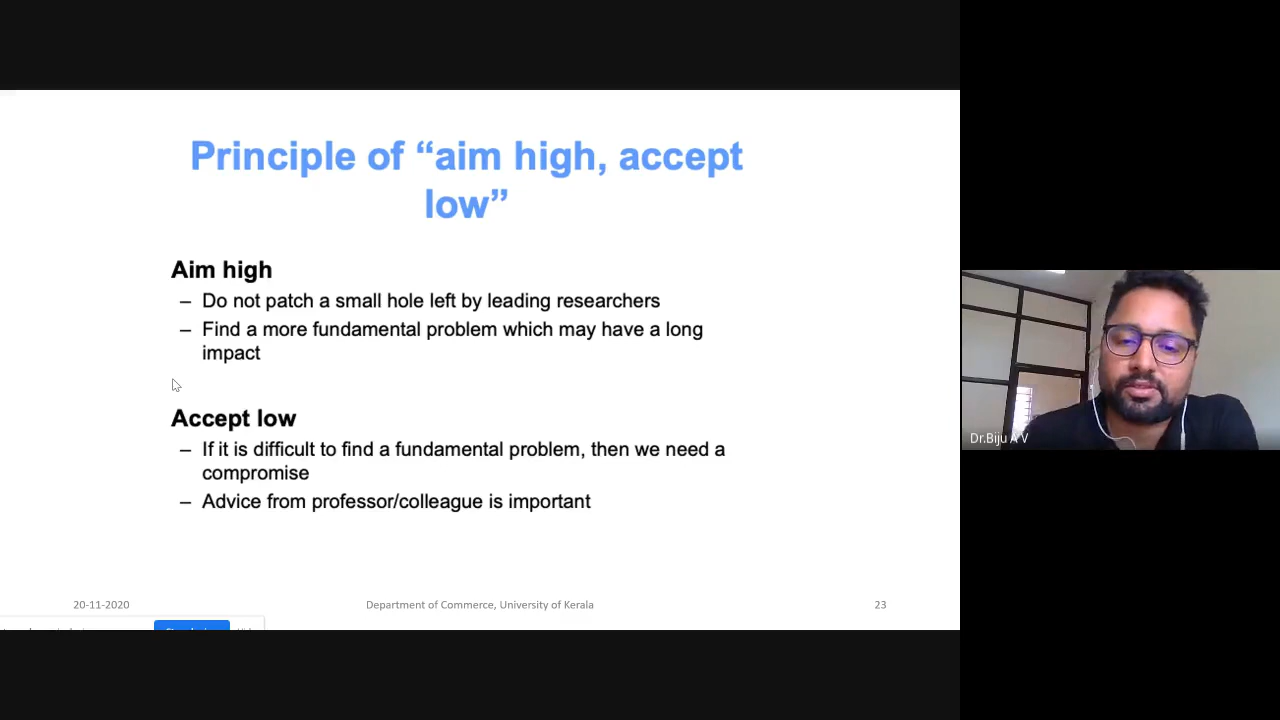 Principle of “aim high, accept
low”
Aim high
– Do not patch a small hole left by leading researchers
– Find a more fundamental problem which may have a long
impact
Accept low
– If it is difficult to find a fundamental problem, then we need a
compromise
– Advice from professor/colleague is important
20-11-2020
Department of Commerce, University of Kerala
23
Dr.Biju A V